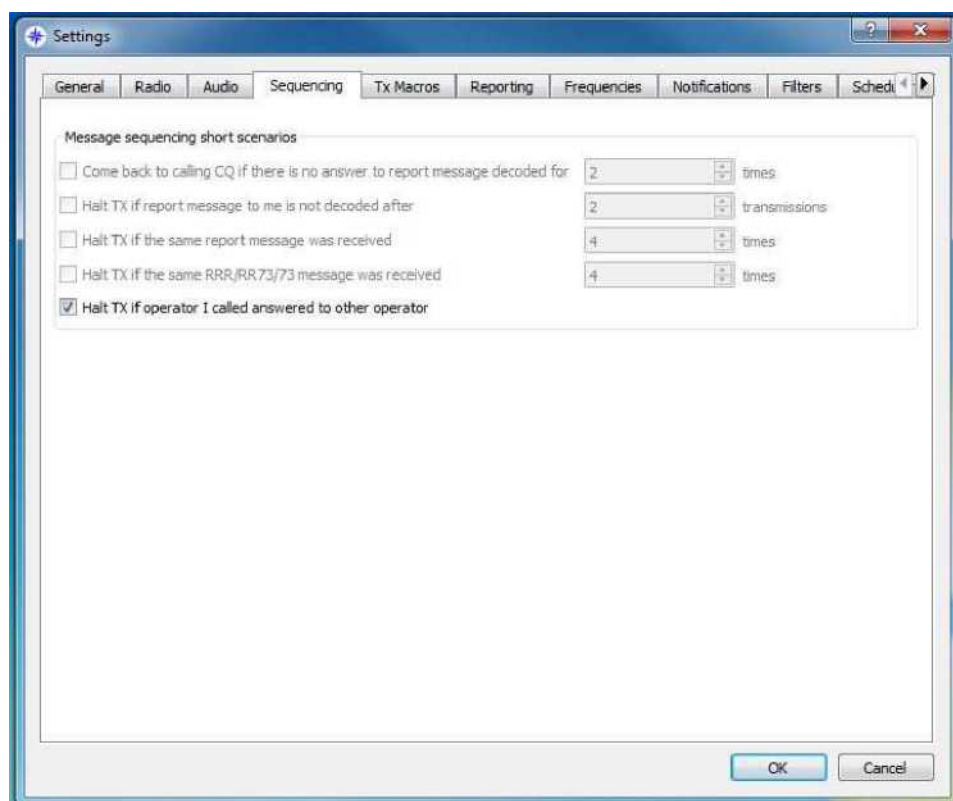 Settings
General Radio Audio Sequencing Tx Macros Reporting Frequencies Notifications Filters Schedu
Message sequencing short scenarios
Come back to calling CQ if there is no answer to report message decoded for 2 times
Halt TX if report message to me is not decoded after 2 transmissions
Halt TX if the same report message was received 4 times
Halt TX if the same RRR/RR73/73 message was received 4 times
Halt TX if operator I called answered to other operator
OK Cancel